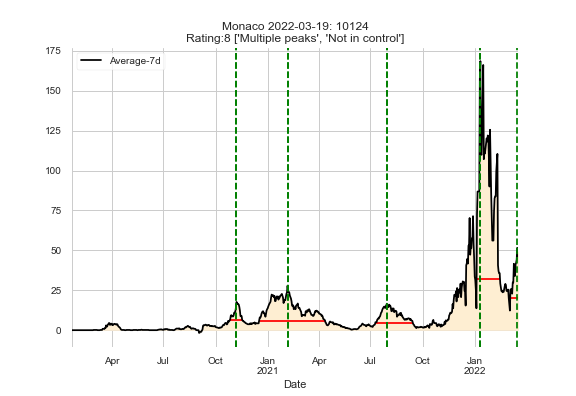 Monaco 2022-03-19: 10124
Rating:8 ['Multiple peaks', 'Not in control']
Average-7d
175
150
125
100
75
50
25
0
Apr Jul Oct Jan Apr Jul Oct Jan
2021 2022
Date